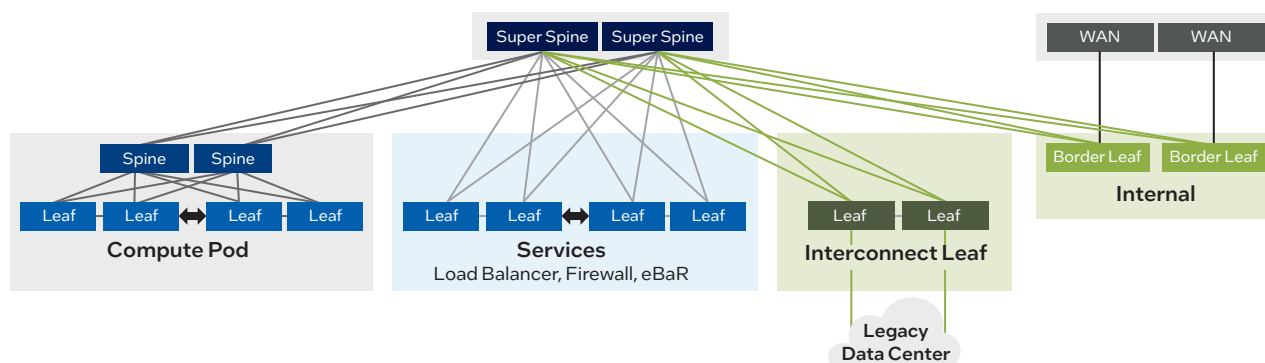 Super Spine
Super Spine
WAN
WAN
Spine
Spine
Border Leaf
Border Leaf
Internal
Leaf
Leaf
Leaf
Leaf
Compute Pod
Leaf
Leaf
Leaf
Leaf
Services
Load Balancer, Firewall, eBaR
Leaf
Leaf
Interconnect Leaf
Legacy
Data Center